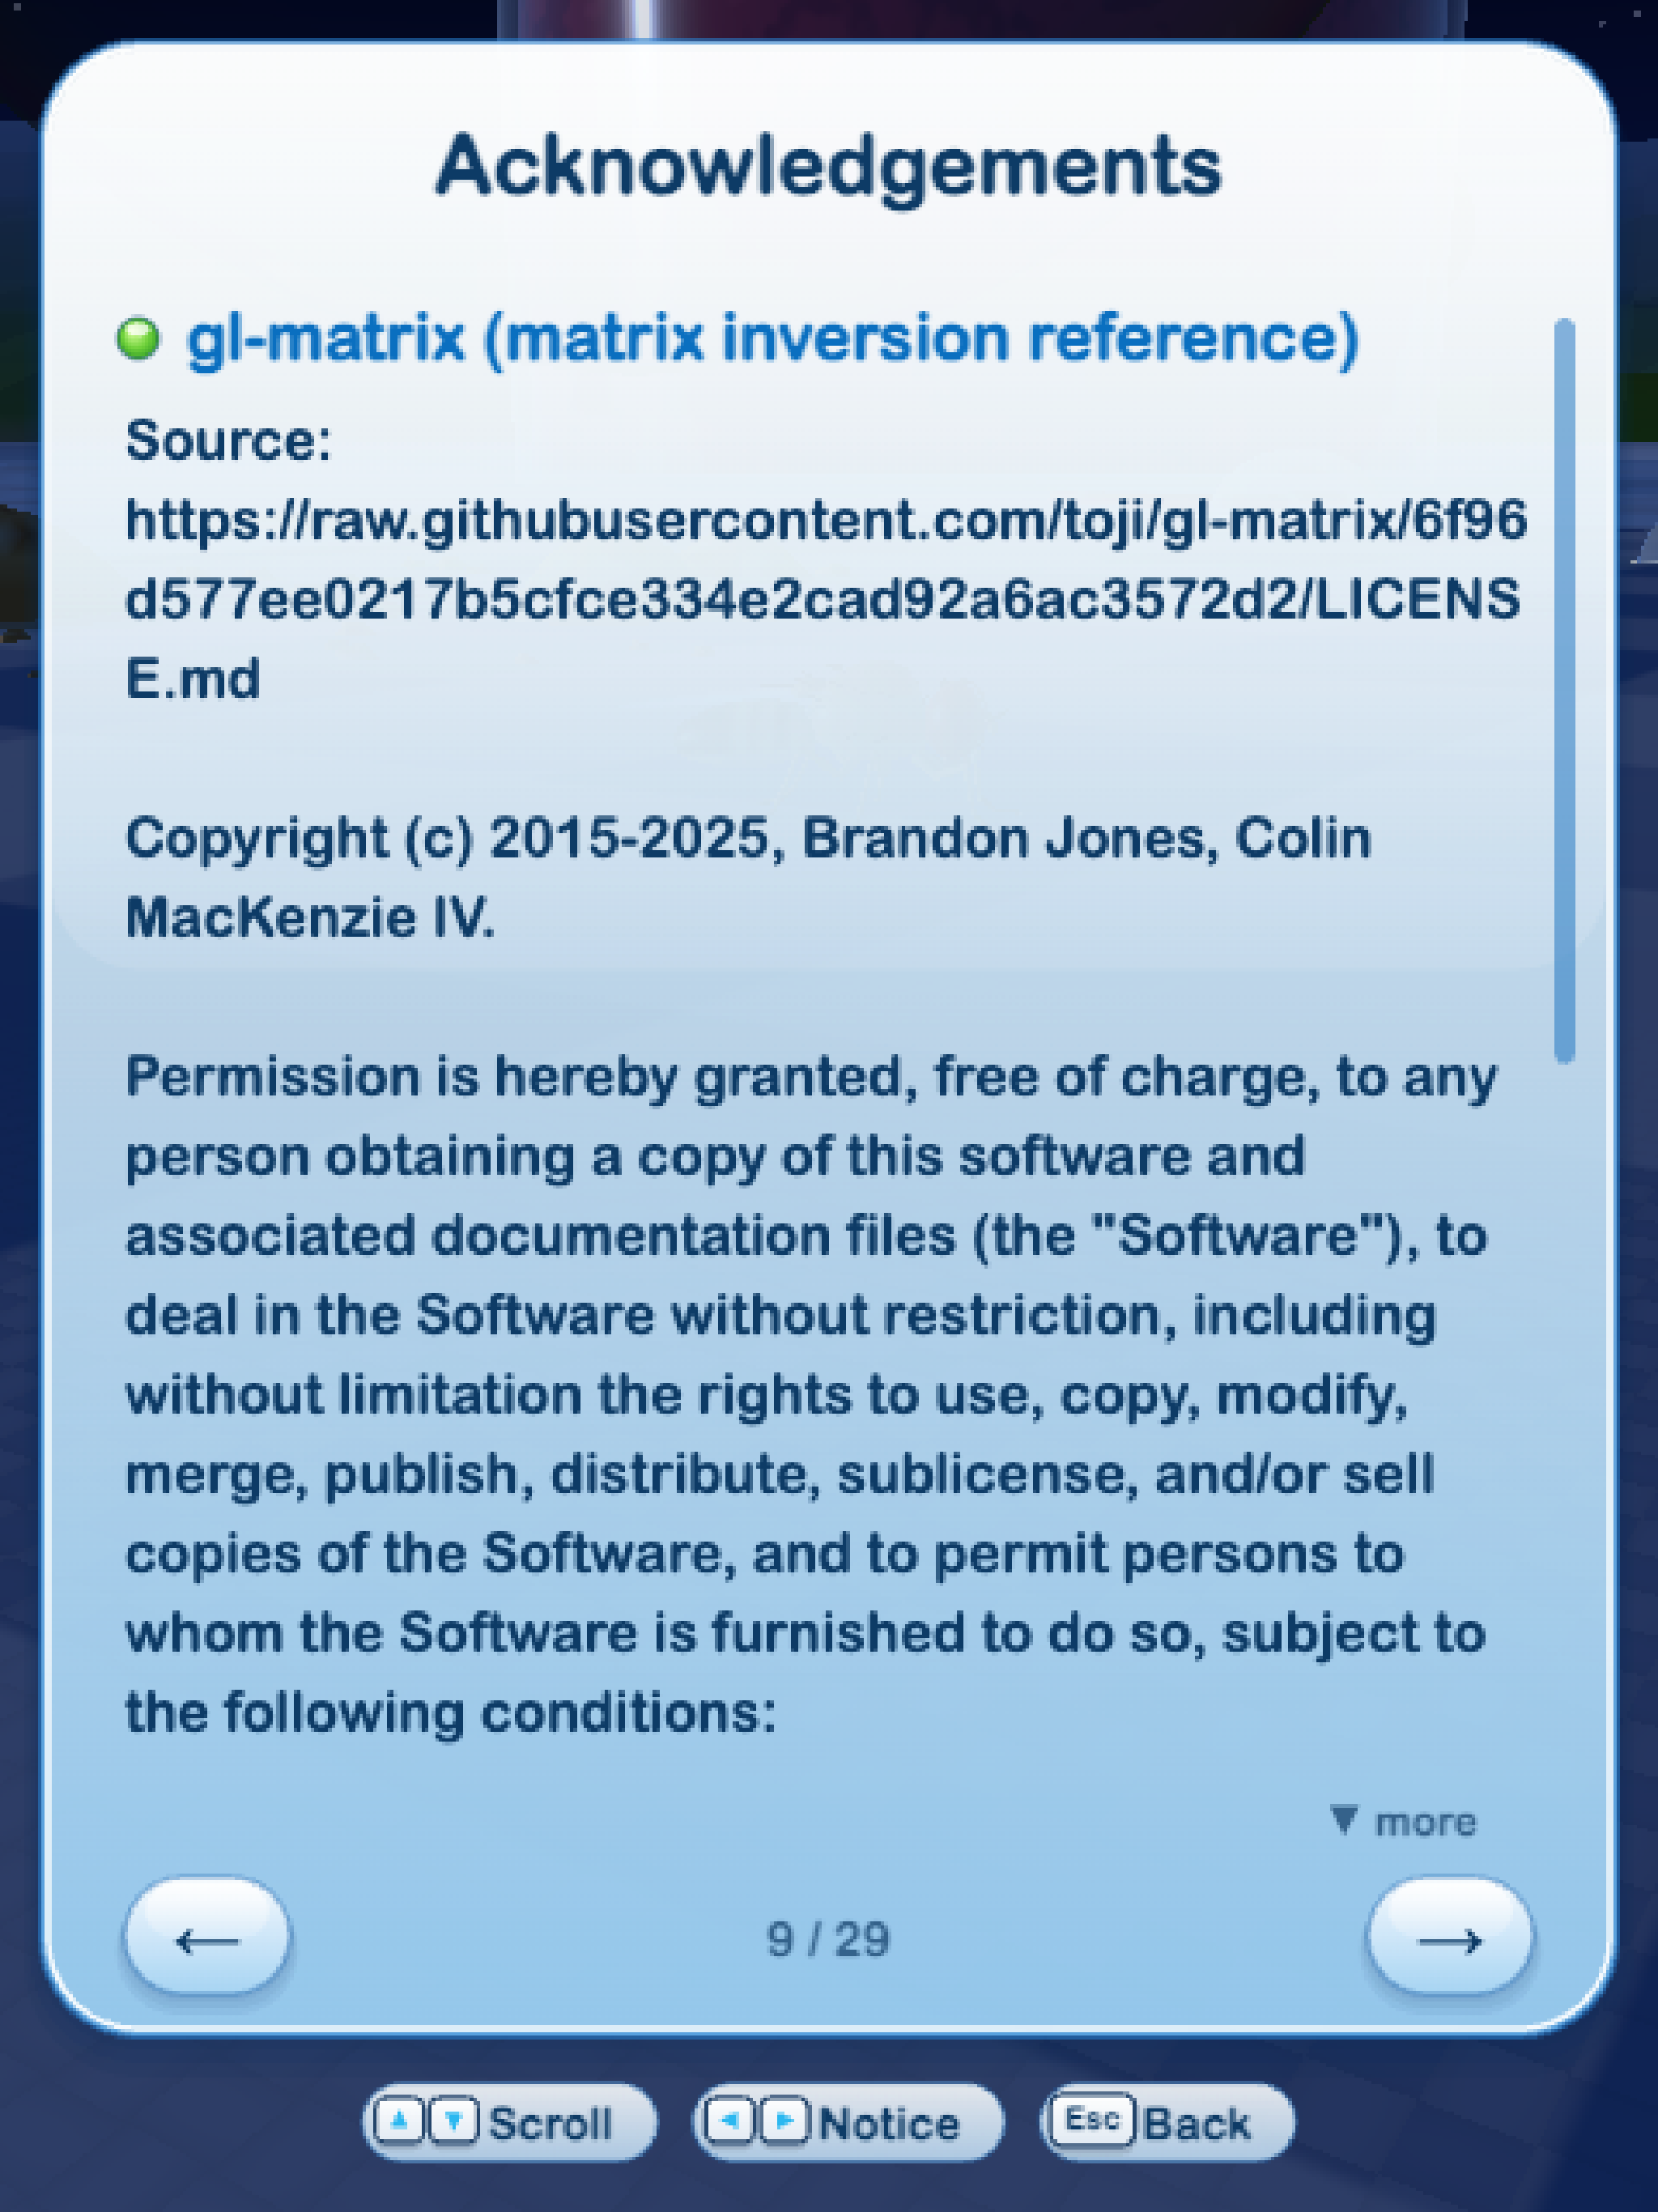 Acknowledgements
gl-matrix (matrix inversion reference)
Source:
https://raw.githubusercontent.com/toji/gl-matrix/6f96
d577ee0217b5cfce334e2cad92a6ac3572d2/LICENS
E.md
Copyright (c) 2015-2025, Brandon Jones, Colin
MacKenzie IV.
Permission is hereby granted, free of charge, to any
person obtaining a copy of this software and
associated documentation files (the "Software"), to
deal in the Software without restriction, including
without limitation the rights to use, copy, modify,
merge, publish, distribute, sublicense, and/or sell
copies of the Software, and to permit persons to
whom the Software is furnished to do so, subject to
the following conditions:
▼ more
← 9 / 29 →
▲ ▼ Scroll ◄ ► Notice Esc Back